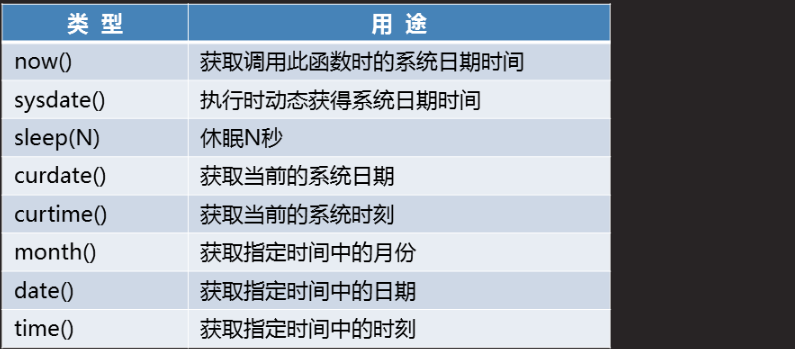 类 型 用 途
now() 获取调用此函数时的系统日期时间
sysdate() 执行时动态获得系统日期时间
sleep(N) 休眠N秒
curdate() 获取当前的系统日期
curtime() 获取当前的系统时刻
month() 获取指定时间中的月份
date() 获取指定时间中的日期
time() 获取指定时间中的时刻